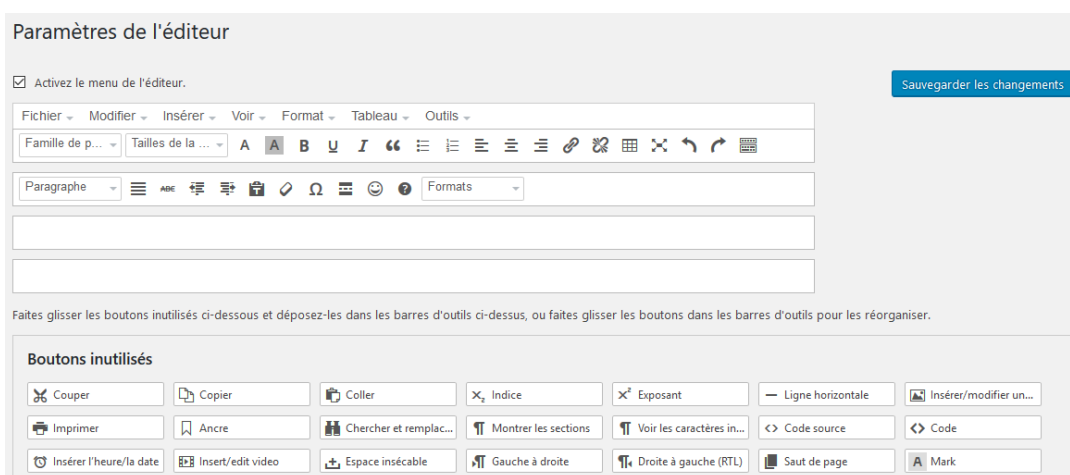 Paramètres de l'éditeur
Activez le menu de l'éditeur.
Sauvegarder les changements
Fichier Modifier Insérer Voir Format Tableau Outils
Famille de p... Tailles de la ... A A B U I
Paragraphe ABC T Ω ? Formats
Faites glisser les boutons inutilisés ci-dessous et déposez-les dans les barres d'outils ci-dessus, ou faites glisser les boutons dans les barres d'outils pour les réorganiser.
Boutons inutilisés
Couper Copier Coller Indice Exposant Ligne horizontale Insérer/modifier un...
Imprimer Ancre Chercher et remplac... Montrer les sections Voir les caractères in... Code source Code
Insérer l'heure/la date Insert/edit video Espace insécable Gauche à droite Droite à gauche (RTL) Saut de page A Mark